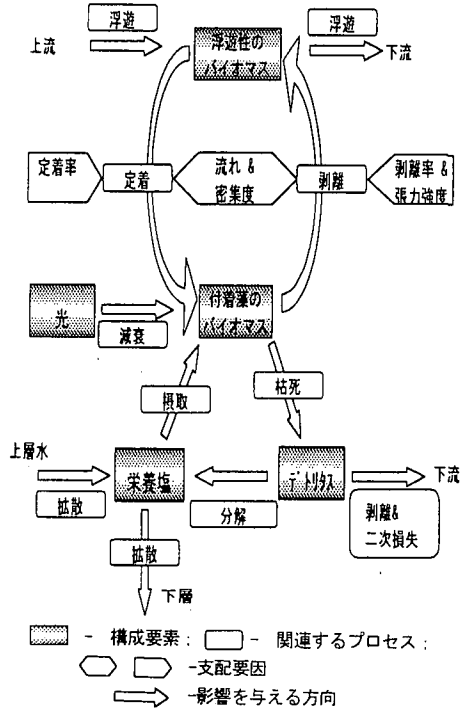 浮遊
上流
浮遊性の
バイオマス
浮遊
下流
定着率
定着
流れ &
密集度
剥離
剥離率 &
張力強度
光
減衰
付着藻の
バイオマス
摂取
枯死
上層水
拡散
栄養塩
分解
デトリタス
下流
剥離&
二次損失
拡散
下層
- 構成要素; - 関連するプロセス;
-支配要因
-影響を与える方向